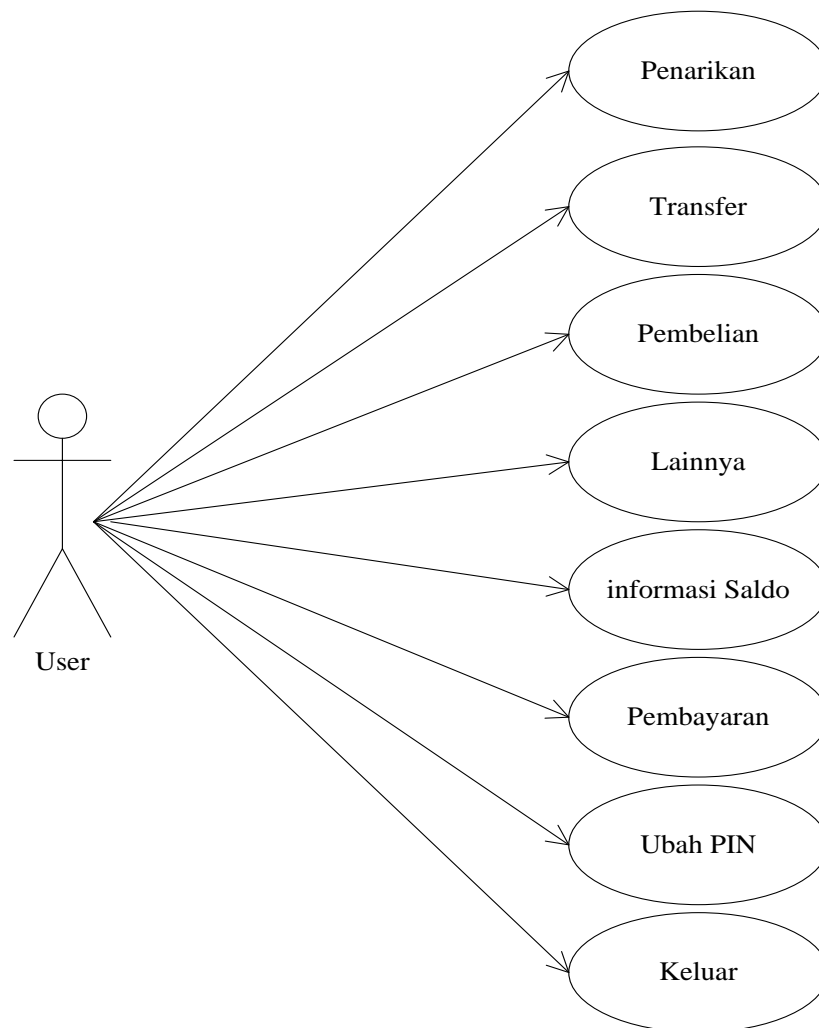 Penarikan
Transfer
Pembelian
Lainnya
informasi Saldo
User
Pembayaran
Ubah PIN
Keluar